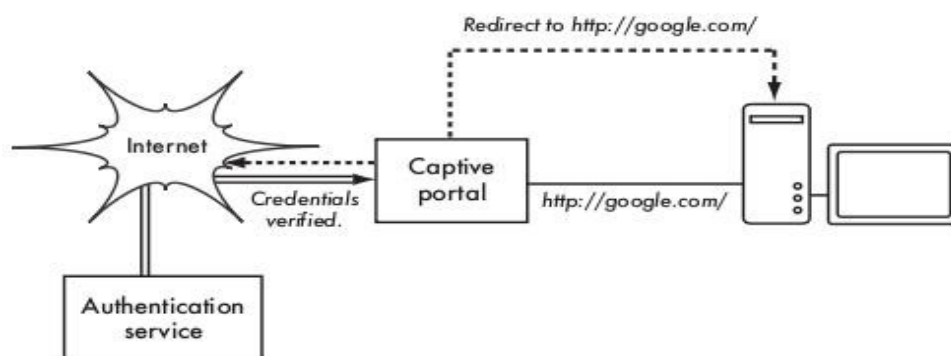 Redirect to http://google.com/
Internet
Captive
portal
Credentials
verified.
http://google.com/
Authentication
service